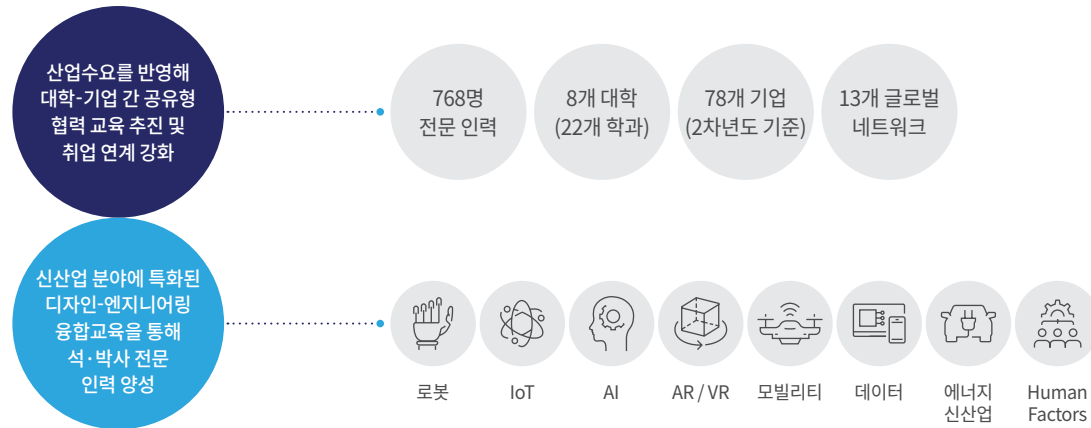 산업수요를 반영해
대학-기업 간 공유형
협력 교육 추진 및
취업 연계 강화
768명
전문 인력
8개 대학
(22개 학과)
78개 기업
(2차년도 기준)
13개 글로벌
네트워크
신산업 분야에 특화된
디자인-엔지니어링
융합교육을 통해
석·박사 전문
인력 양성
로봇
IoT
AI
AR / VR
모빌리티
데이터
에너지
신산업
Human
Factors